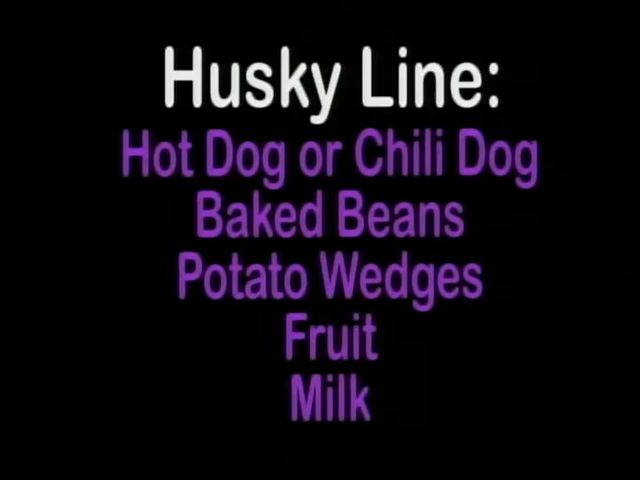 Husky Line:
Hot Dog or Chili Dog
Baked Beans
Potato Wedges
Fruit
Milk